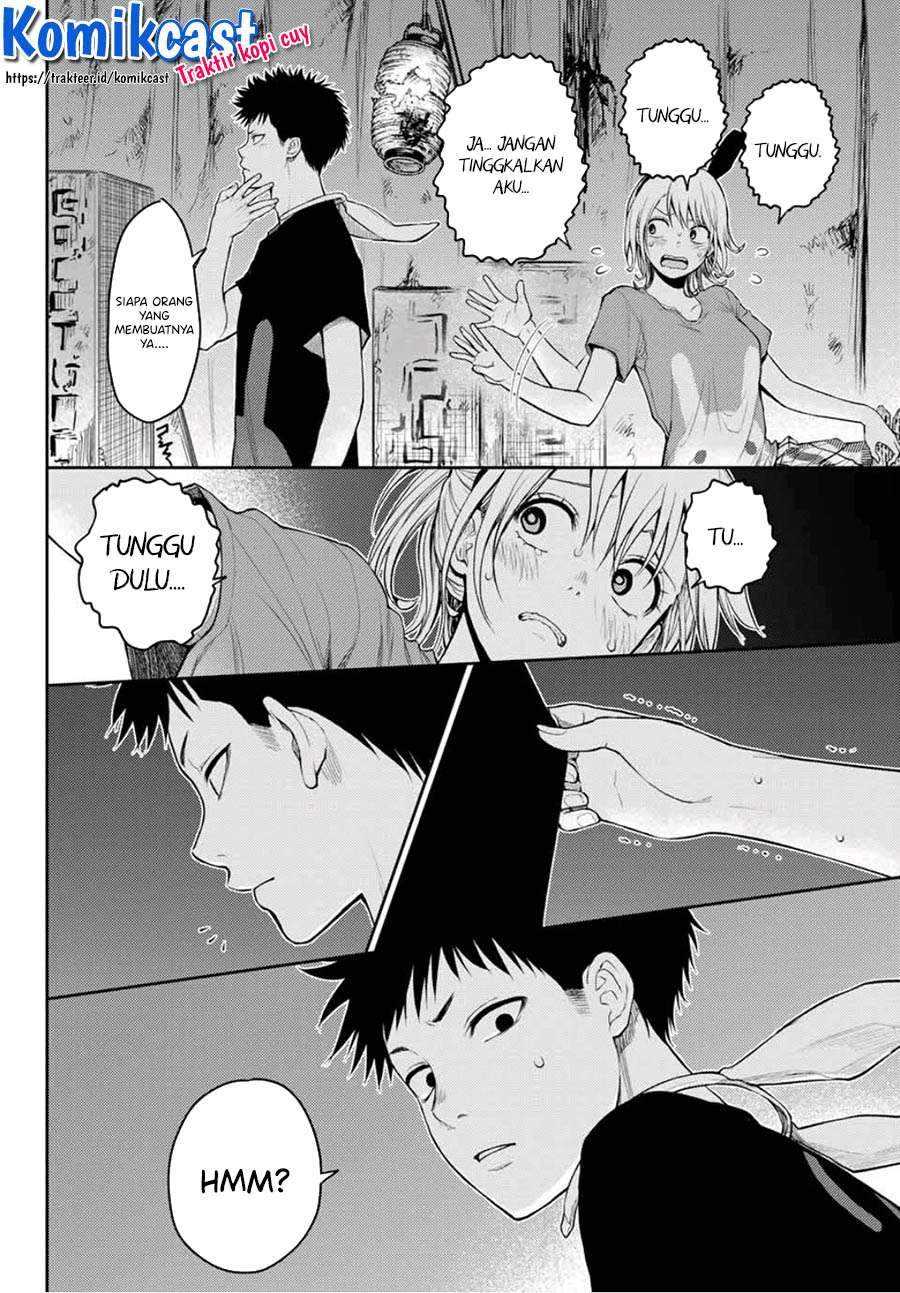 Komikcast
https://trakteer.id/komikcast
Traktir kopi cuy
TUNGGU.
TUNGGU...
JA... JANGAN
TINGGKALKAN
AKU...
SIAPA ORANG
YANG
MEMBUATNYA
YA....
TU...
TUNGGU
DULU....
HMM?